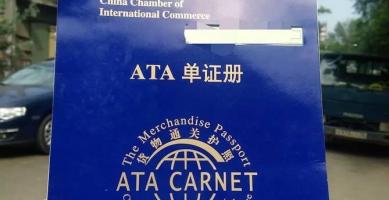 China Chamber of
International Commerce
ATA 单证册
The Merchandise Passport
货物通关护照
ATA CARNET